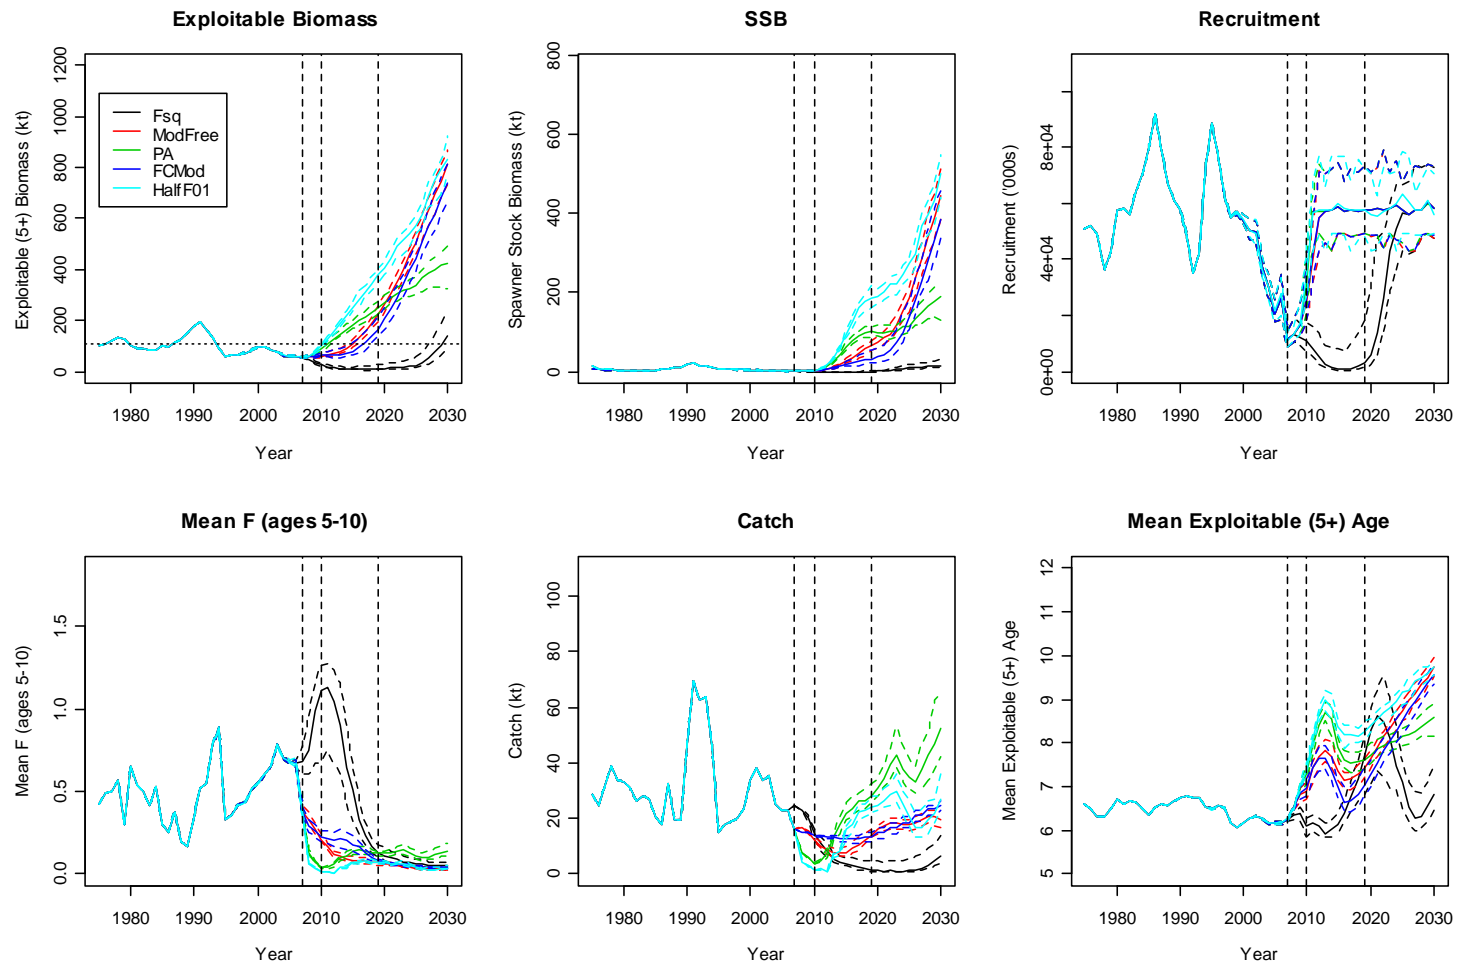 Exploitable Biomass
Exploitable (5+) Biomass (kt)
0 200 400 600 800 1000 1200
Fsq
ModFree
PA
FCMod
HalfF01
1980 1990 2000 2010 2020 2030
Year
SSB
Spawner Stock Biomass (kt)
0 200 400 600 800
1980 1990 2000 2010 2020 2030
Year
Recruitment
Recruitment ('000s)
0e+00 4e+04 8e+04
1980 1990 2000 2010 2020 2030
Year
Mean F (ages 5-10)
Mean F (ages 5-10)
0.0 0.5 1.0 1.5
1980 1990 2000 2010 2020 2030
Year
Catch
Catch (kt)
0 20 40 60 80 100
1980 1990 2000 2010 2020 2030
Year
Mean Exploitable (5+) Age
Mean Exploitable (5+) Age
5 6 7 8 9 10 11 12
1980 1990 2000 2010 2020 2030
Year